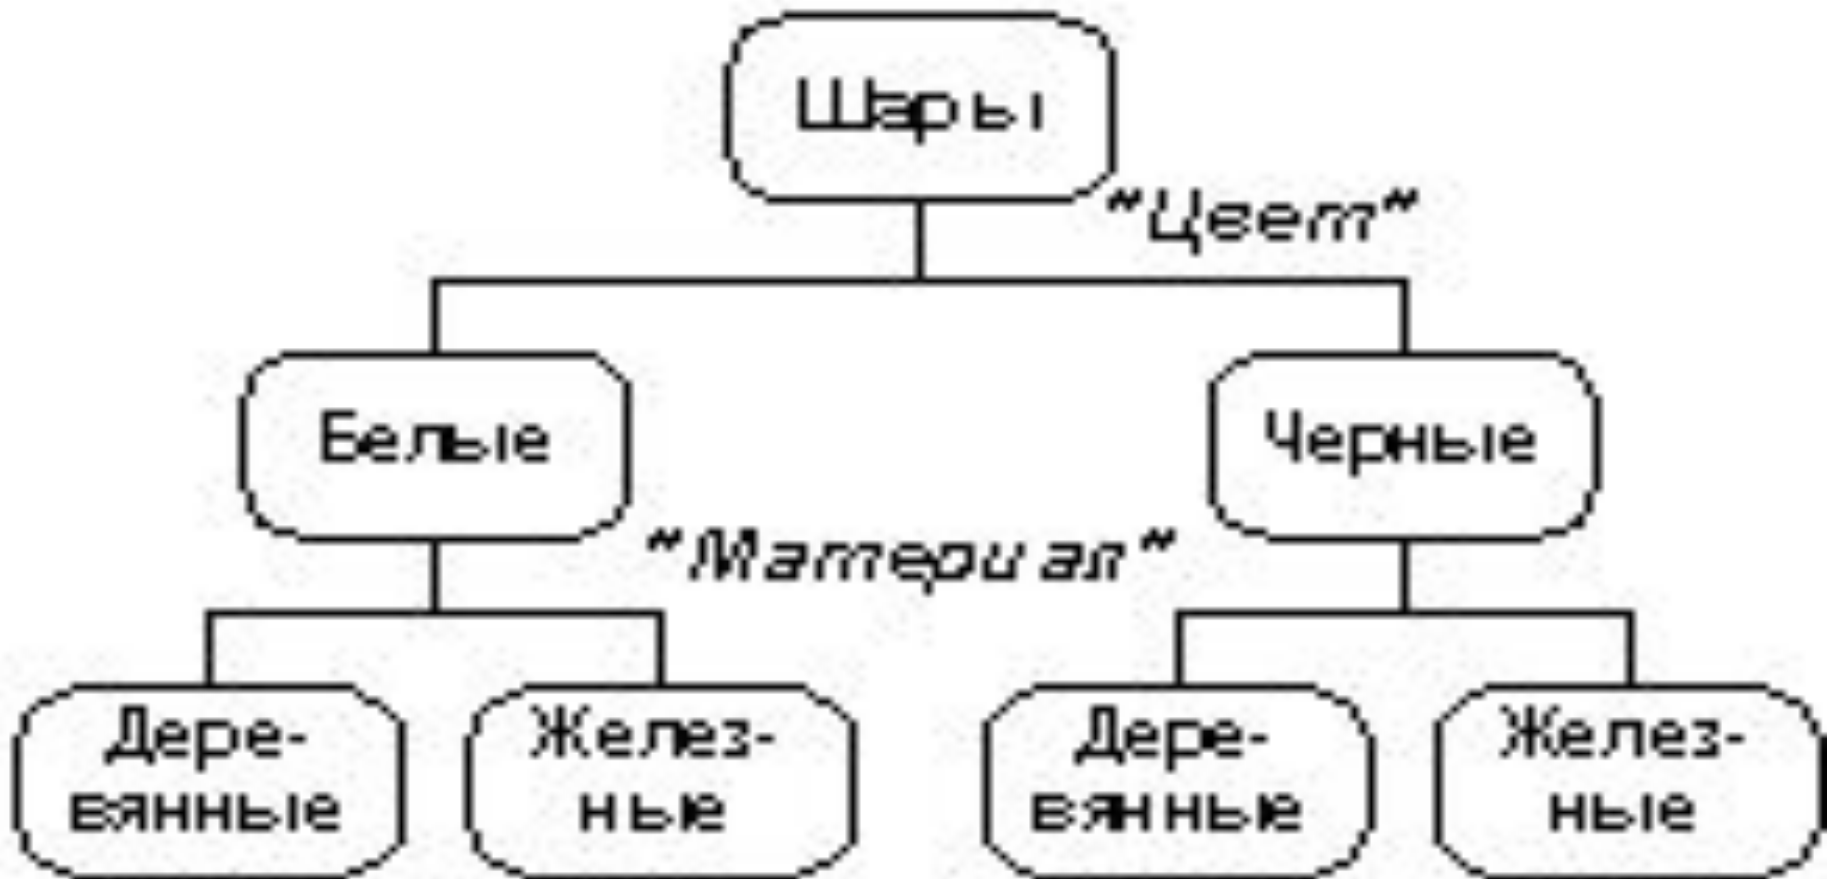 Шары
"Цвет"
Белые
Черные
"Материал"
Дере-
вянные
Желез-
ные
Дере-
вянные
Желез-
ные